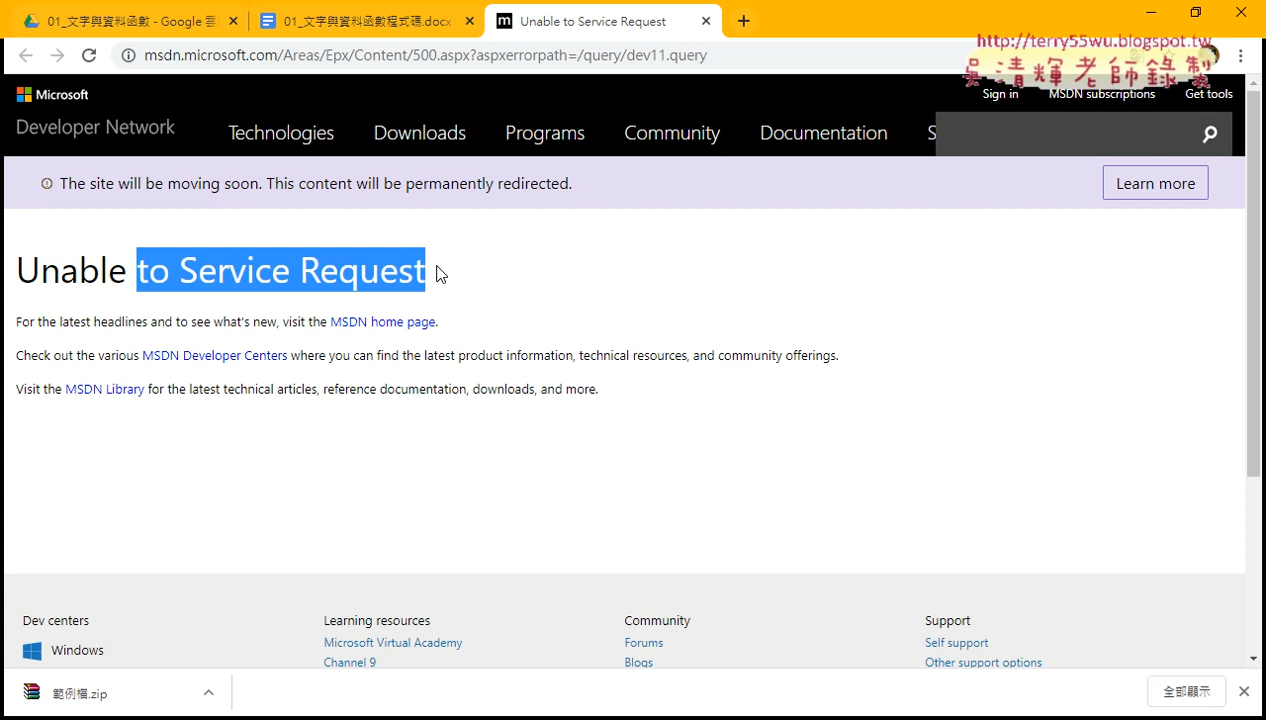 01_文字與資料函數 - Google 雲
01_文字與資料函數程式碼.docx
Unable to Service Request
msdn.microsoft.com/Areas/Epx/Content/500.aspx?aspxerrorpath=/query/dev11.query
http://terry55wu.blogspot.tw
吳清輝老師錄製
Microsoft
Sign in
MSDN subscriptions
Get tools
Developer Network
Technologies
Downloads
Programs
Community
Documentation
S
The site will be moving soon. This content will be permanently redirected.
Learn more
Unable to Service Request
For the latest headlines and to see what's new, visit the MSDN home page.
Check out the various MSDN Developer Centers where you can find the latest product information, technical resources, and community offerings.
Visit the MSDN Library for the latest technical articles, reference documentation, downloads, and more.
Dev centers
Learning resources
Community
Support
Windows
Microsoft Virtual Academy
Forums
Self support
Channel 9
Blogs
Other support options
範例檔.zip
全部顯示